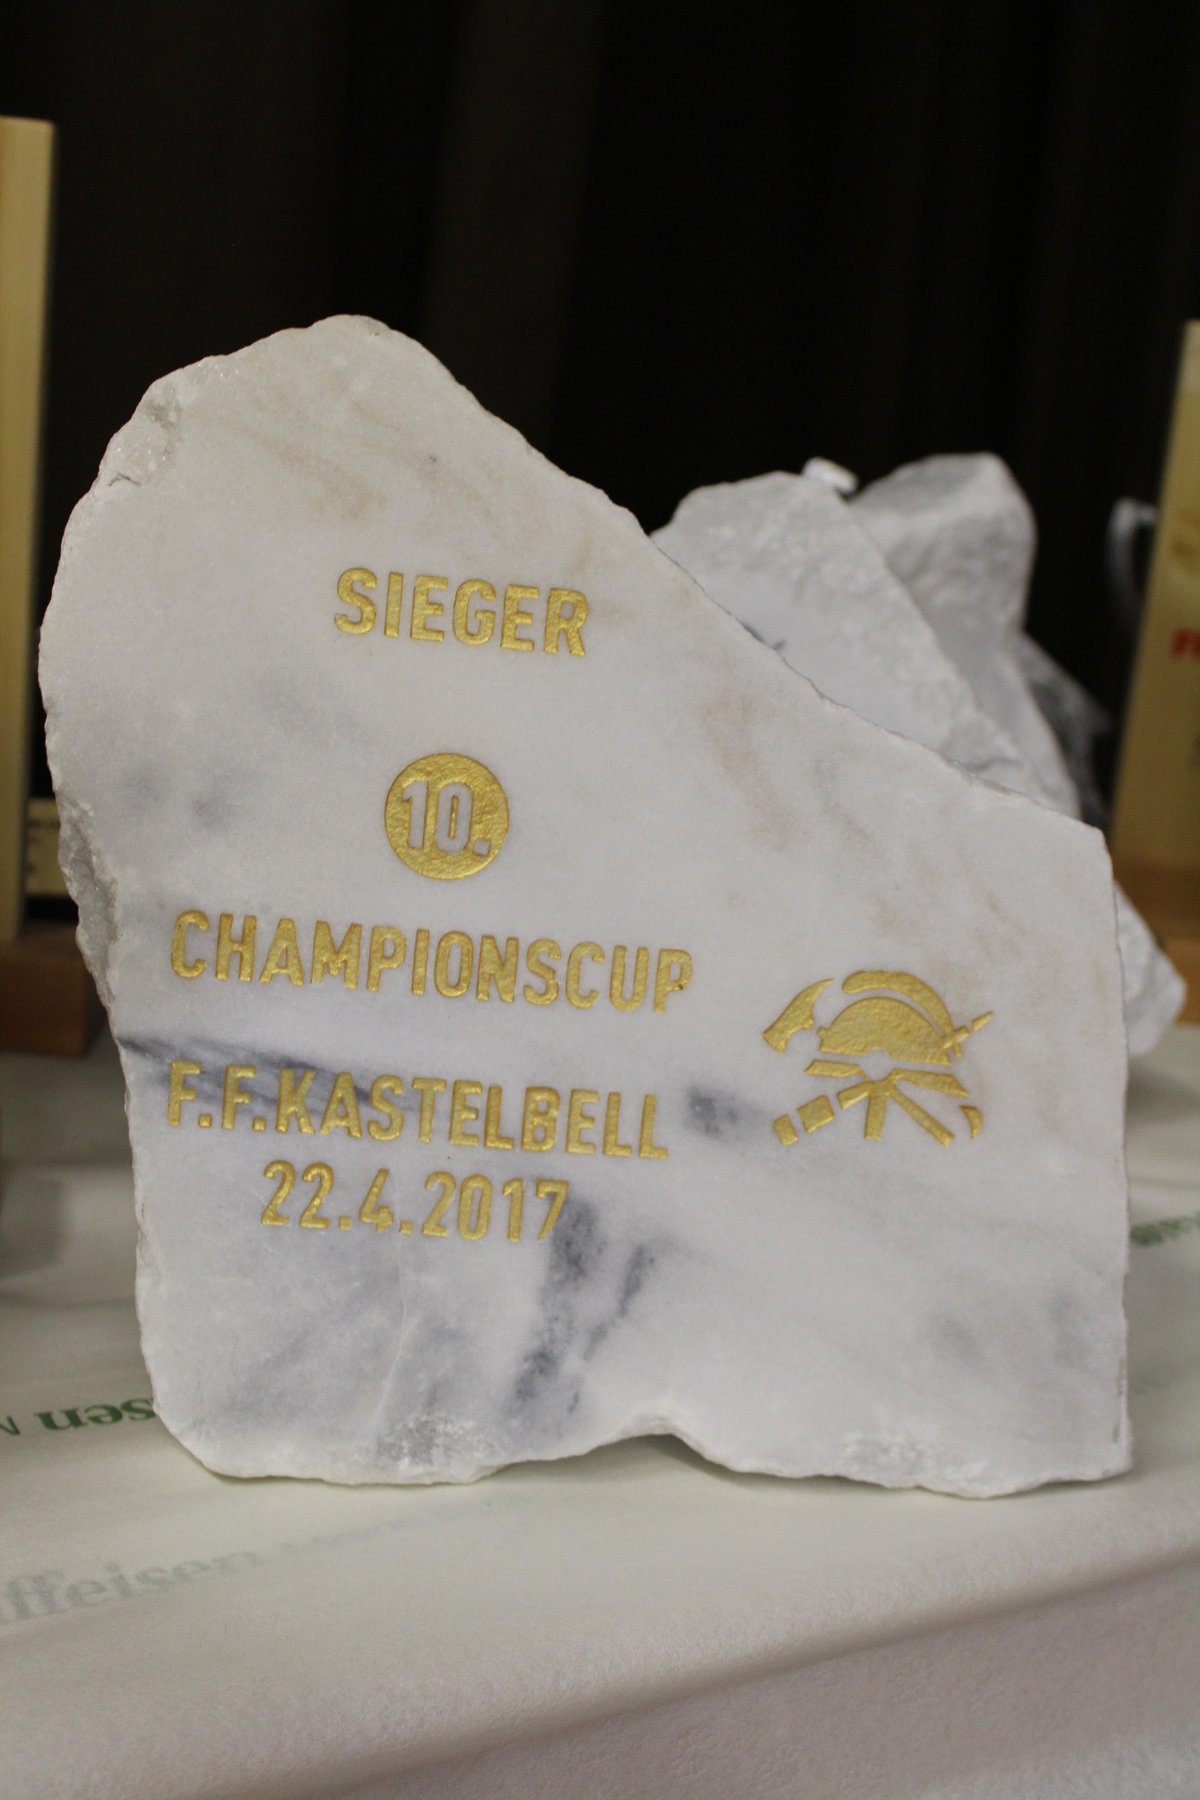 SIEGER
10.
CHAMPIONSCUP
F.F.KASTELBELL
22.4.2017